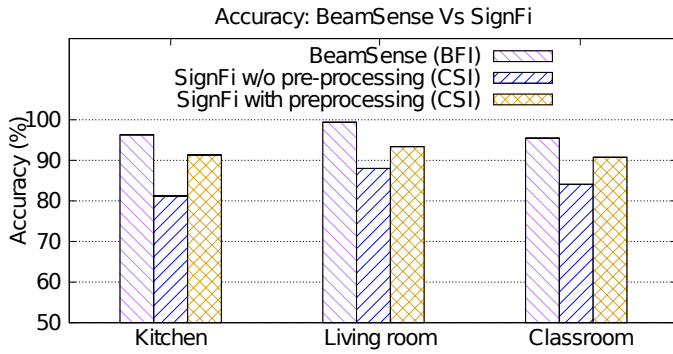 Accuracy: BeamSense Vs SignFi
BeamSense (BFI)
SignFi w/o pre-processing (CSI)
SignFi with preprocessing (CSI)
Accuracy (%)
100
90
80
70
60
50
Kitchen Living room Classroom